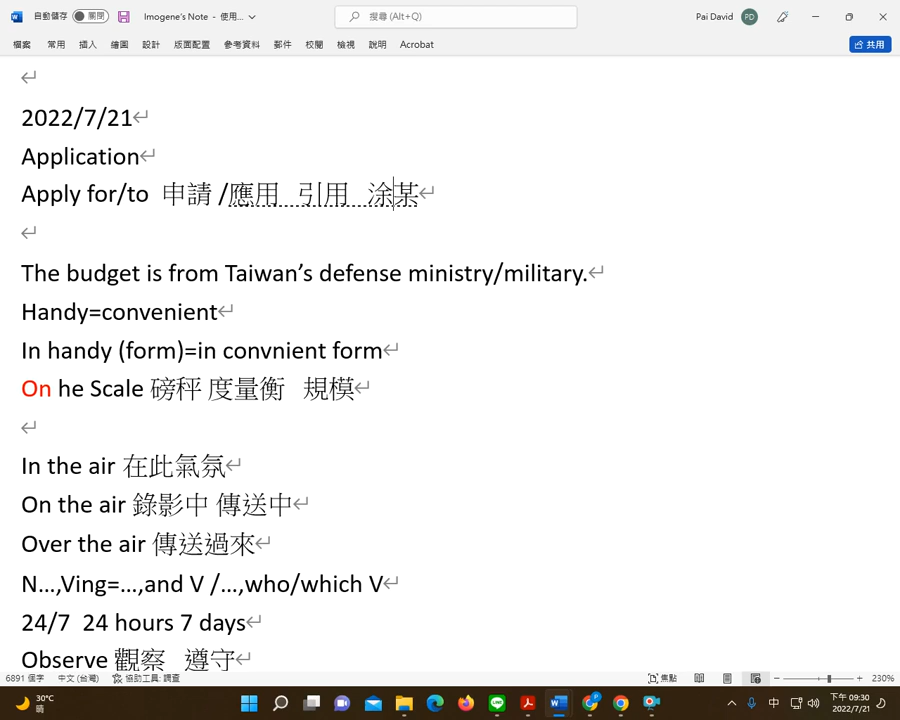 自動儲存 關閉 Imogene's Note - 使用... 搜尋 (Alt+Q) Pai David PD
檔案 常用 插入 繪圖 設計 版面配置 參考資料 郵件 校閱 檢視 說明 Acrobat 共用
2022/7/21
Application
Apply for/to 申請 /應用 引用 涂某
The budget is from Taiwan's defense ministry/military.
Handy=convenient
In handy (form)=in convnient form
On he Scale 磅秤 度量衡 規模
In the air 在此氣氛
On the air 錄影中 傳送中
Over the air 傳送過來
N…,Ving=…,and V /…,who/which V
24/7 24 hours 7 days
Observe 觀察 遵守
6891 個字 中文 (台灣) 協助工具: 調查 焦點 230%
30°C 下午 09:30
晴 中 2022/7/21